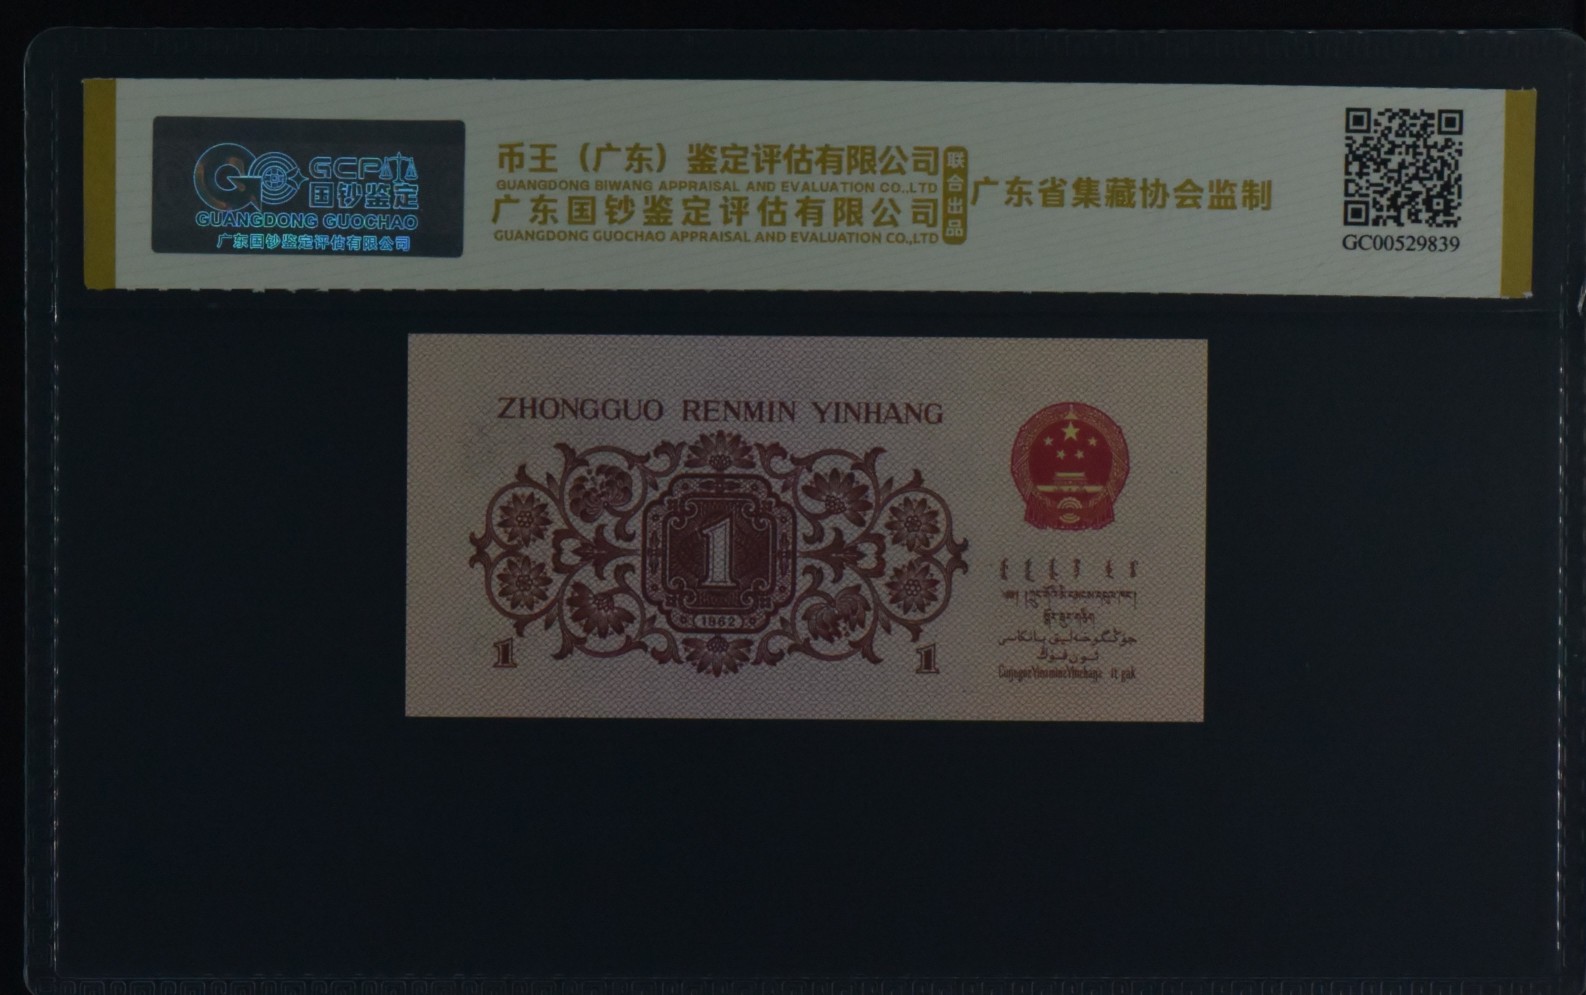 GCP
国钞鉴定
GUANGDONG GUOCHAO
广东国钞鉴定评估有限公司
币王（广东）鉴定评估有限公司
GUANGDONG BIWANG APPRAISAL AND EVALUATION CO.,LTD
广东国钞鉴定评估有限公司
GUANGDONG GUOCHAO APPRAISAL AND EVALUATION CO.,LTD
联合出品
广东省集藏协会监制
GC00529839
ZHONGGUO RENMIN YINHANG
1
1962
1
1